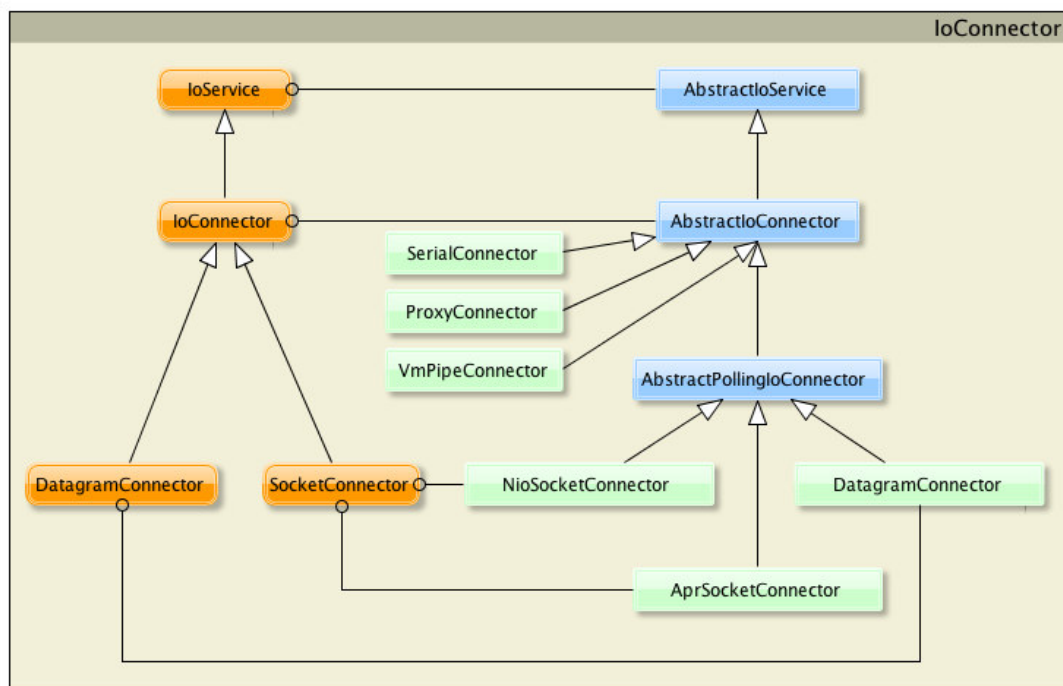 IoConnector
IoService
AbstractIoService
IoConnector
AbstractIoConnector
SerialConnector
ProxyConnector
VmPipeConnector
AbstractPollingIoConnector
DatagramConnector
SocketConnector
NioSocketConnector
DatagramConnector
AprSocketConnector